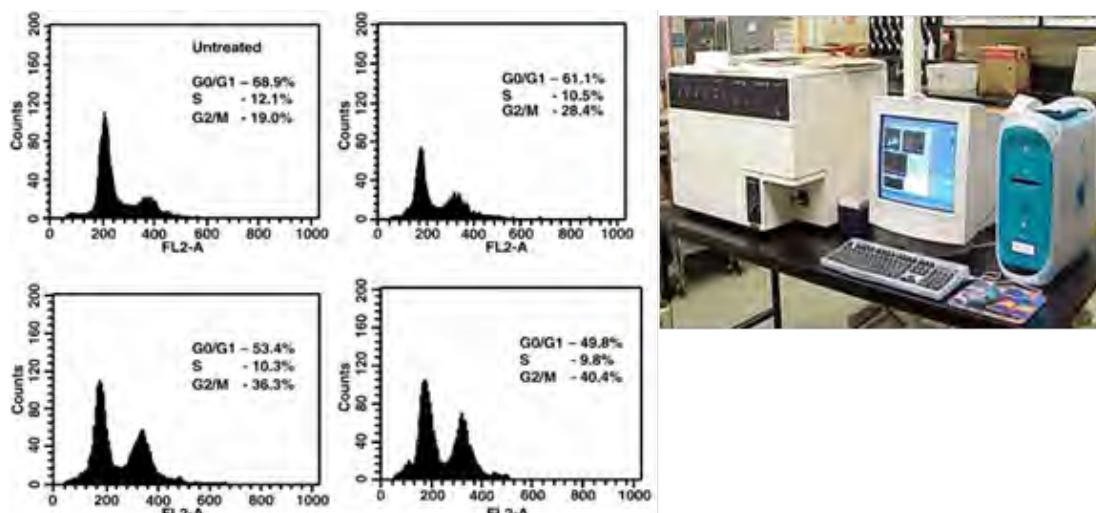 200
160
120
80
40
0
Counts
Untreated
G0/G1 – 68.9%
S - 12.1%
G2/M - 19.0%
0 200 400 600 800 1000
FL2-A
200
160
120
80
40
0
Counts
G0/G1 – 61.1%
S - 10.5%
G2/M - 28.4%
0 200 400 600 800 1000
FL2-A
200
160
120
80
40
0
Counts
G0/G1 – 53.4%
S - 10.3%
G2/M - 36.3%
0 200 400 600 800 1000
FL2-A
200
160
120
80
40
0
Counts
G0/G1 – 49.8%
S - 9.8%
G2/M - 40.4%
0 200 400 600 800 1000
FL2-A